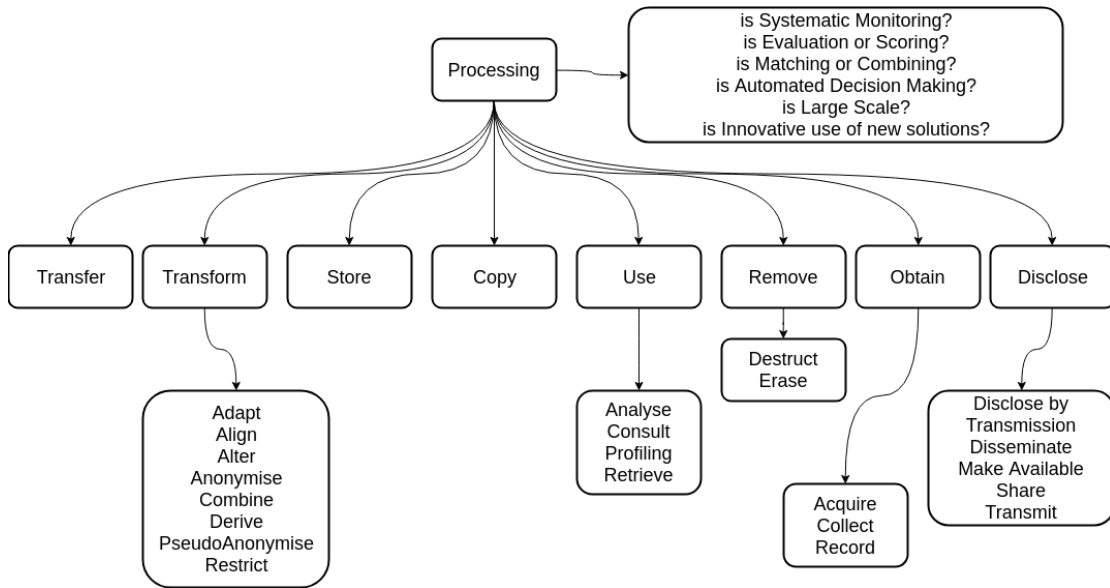 Processing
is Systematic Monitoring?
is Evaluation or Scoring?
is Matching or Combining?
is Automated Decision Making?
is Large Scale?
is Innovative use of new solutions?
Transfer
Transform
Store
Copy
Use
Remove
Obtain
Disclose
Adapt
Align
Alter
Anonymise
Combine
Derive
PseudoAnonymise
Restrict
Analyse
Consult
Profiling
Retrieve
Destruct
Erase
Acquire
Collect
Record
Disclose by
Transmission
Disseminate
Make Available
Share
Transmit